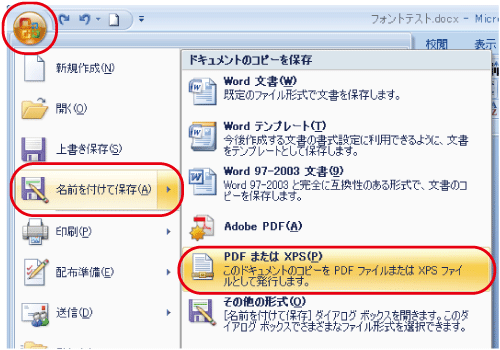 フォントテスト.docx - Micr
校閲 表示
新規作成(N)
開く(O)
上書き保存(S)
名前を付けて保存(A)
印刷(P)
配布準備(E)
送信(D)
ドキュメントのコピーを保存
Word 文書(W)
既定のファイル形式で文書を保存します。
Word テンプレート(T)
今後作成する文書の書式設定に利用できるように、文書
をテンプレートとして保存します。
Word 97-2003 文書(9)
Word 97-2003 と完全に互換性のある形式で、文書のコ
ピーを保存します。
Adobe PDF(A)
PDF または XPS(P)
このドキュメントのコピーを PDF ファイルまたは XPS ファイ
ルとして発行します。
その他の形式(O)
[名前を付けて保存] ダイアログ ボックスを開きます。このダ
イアログ ボックスでさまざまなファイル形式を選択できます。